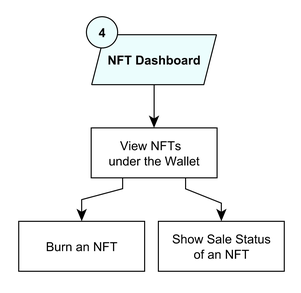 4
NFT Dashboard
View NFTs
under the Wallet
Burn an NFT
Show Sale Status
of an NFT